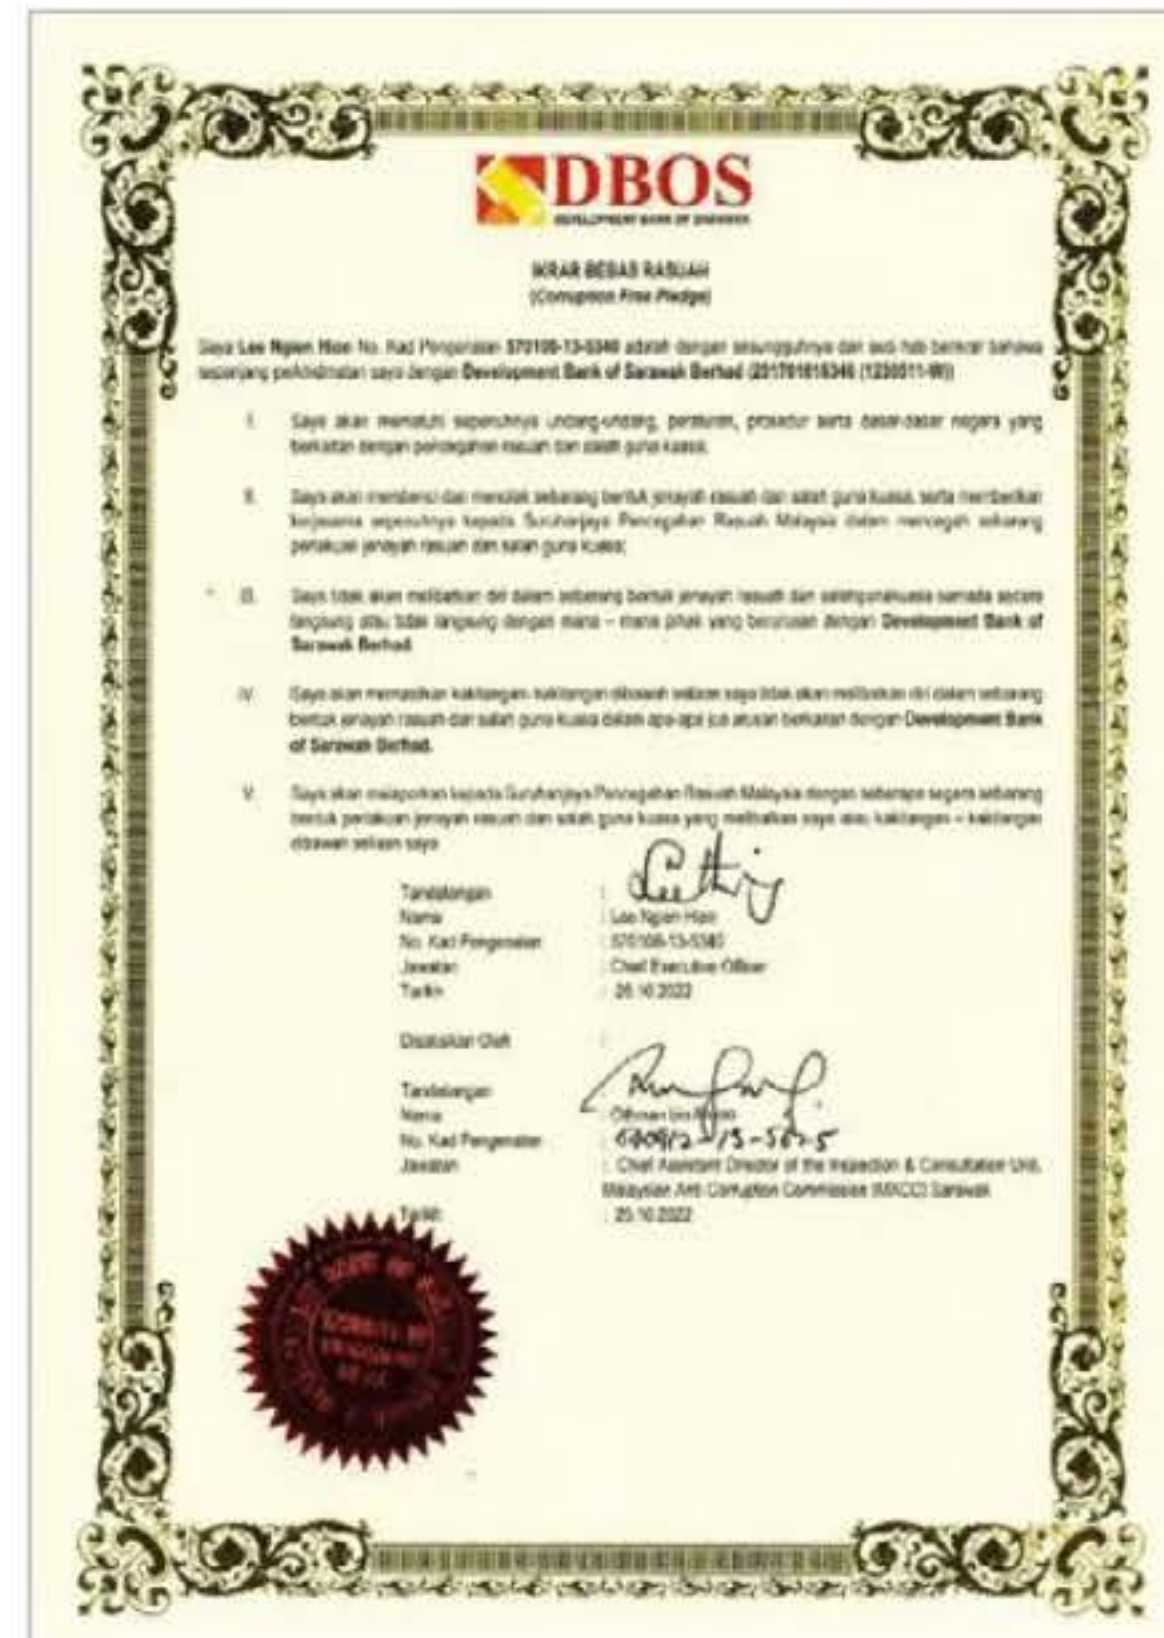 DBOS
DEVELOPMENT BANK OF SARAWAK
IKRAR BEBAS RASUAH
(Corruption Free Pledge)
Saya Lee Ngien Hion No. Kad Pengenalan adalah dengan sesungguhnya dan berikrar bahawa
sepanjang perkhidmatan saya dengan Development Bank of Sarawak Berhad
I. Saya akan mematuhi sepenuhnya undang-undang, peraturan, prosedur serta dasar-dasar negara yang
berkaitan dengan pencegahan rasuah dan salah guna kuasa;
II. Saya akan membenci dan menolak sebarang bentuk jenayah rasuah dan salah guna kuasa, serta memberikan
kerjasama sepenuhnya kepada Suruhanjaya Pencegahan Rasuah Malaysia dalam mencegah sebarang
perlakuan jenayah rasuah dan salah guna kuasa;
III. Saya tidak akan melibatkan diri dalam sebarang bentuk jenayah rasuah dan salahgunakuasa samada secara
langsung atau tidak langsung dengan mana – mana pihak yang berurusan dengan Development Bank of
Sarawak Berhad.
IV. Saya akan memastikan kakitangan-kakitangan dibawah seliaan saya tidak akan melibatkan diri dalam sebarang
bentuk jenayah rasuah dan salah guna kuasa dalam apa-apa jua urusan berkaitan dengan Development Bank
of Sarawak Berhad.
V. Saya akan melaporkan kepada Suruhanjaya Pencegahan Rasuah Malaysia dengan seberapa segera sebarang
bentuk perlakuan jenayah rasuah dan salah guna kuasa yang melibatkan saya atau kakitangan – kakitangan
dibawah seliaan saya
Tandatangan :
Nama : Lee Ngien Hion
No. Kad Pengenalan :
Jawatan : Chief Executive Officer
Tarikh :
Disaksikan Oleh :
Tandatangan
Nama : Othman bin
No. Kad Pengenalan :
Jawatan : Chief Assistant Director of the Inspection & Consultation Unit,
Malaysian Anti Corruption Commission (MACC) Sarawak
Tarikh :